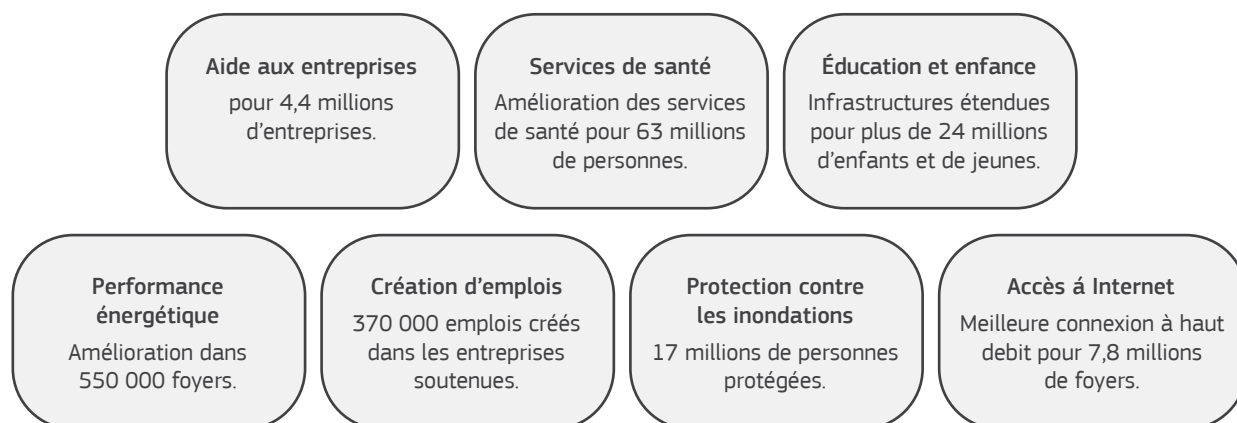 Aide aux entreprises
pour 4,4 millions
d’entreprises.
Services de santé
Amélioration des services
de santé pour 63 millions
de personnes.
Éducation et enfance
Infrastructures étendues
pour plus de 24 millions
d’enfants et de jeunes.
Performance
énergétique
Amélioration dans
550 000 foyers.
Création d’emplois
370 000 emplois créés
dans les entreprises
soutenues.
Protection contre
les inondations
17 millions de personnes
protégées.
Accès á Internet
Meilleure connexion à haut
debit pour 7,8 millions
de foyers.